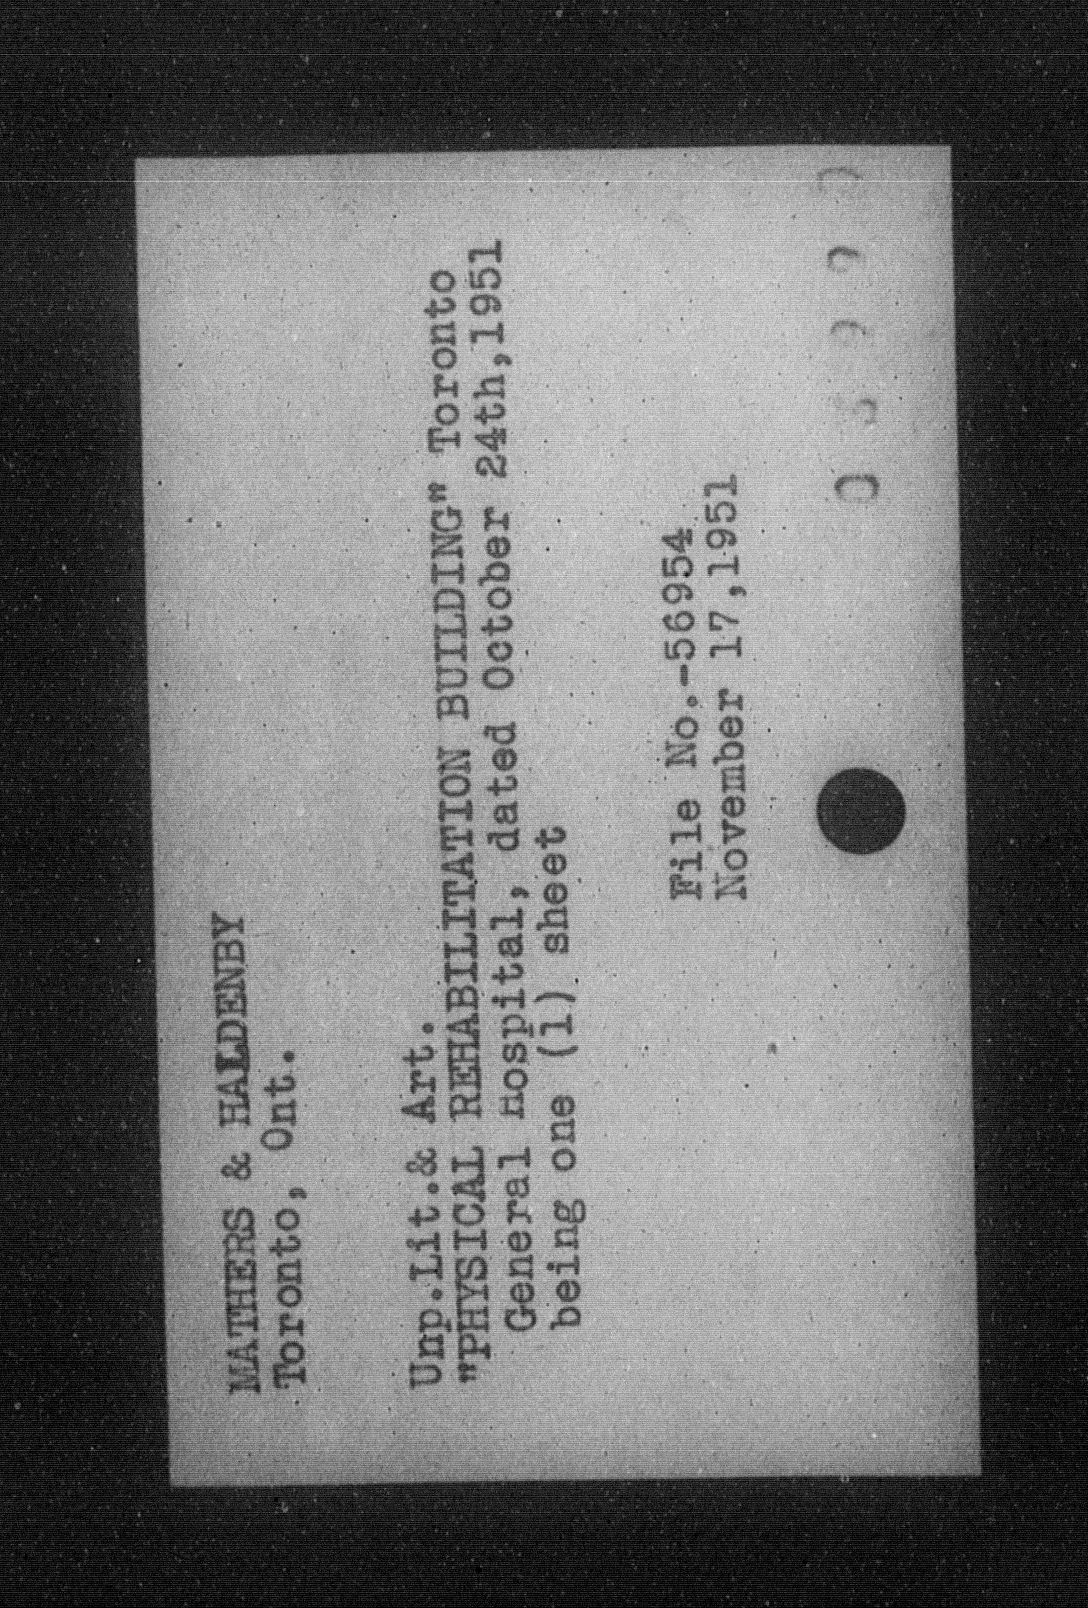 MATHERS & HALDENBY
Toronto, Ont.
Unp.Lit.& Art.
"PHYSICAL REHABILITATION BUILDING" Toronto
General Hospital, dated October 24th,1951
being one (1) sheet
File No.-56954
November 17,1951